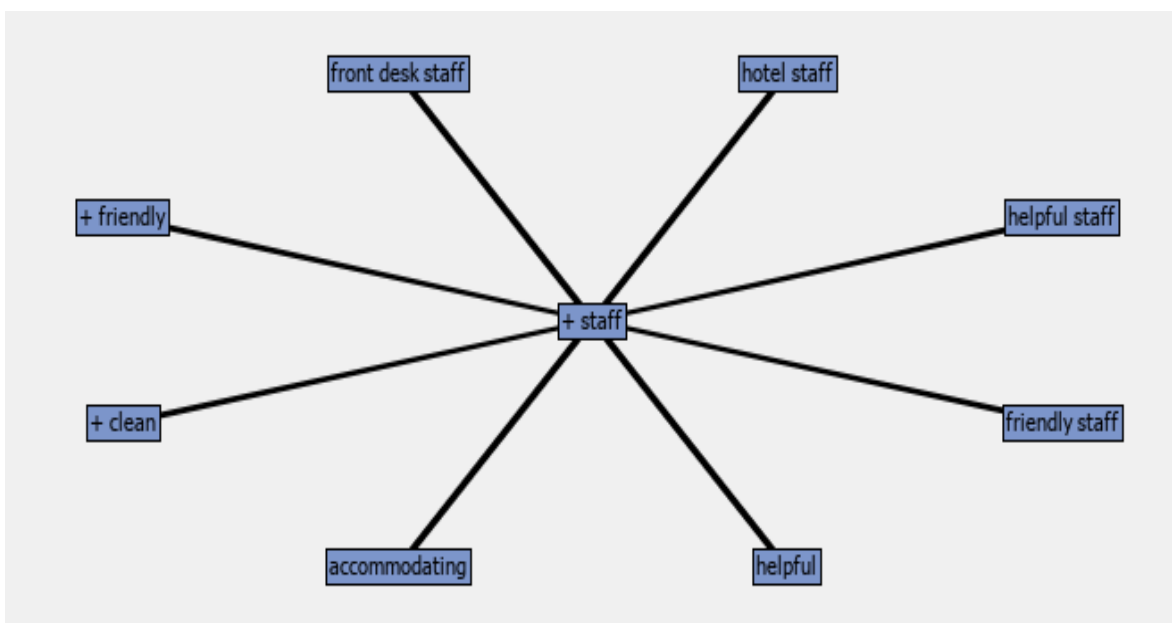 front desk staff
hotel staff
+ friendly
helpful staff
+ staff
+ clean
friendly staff
accommodating
helpful